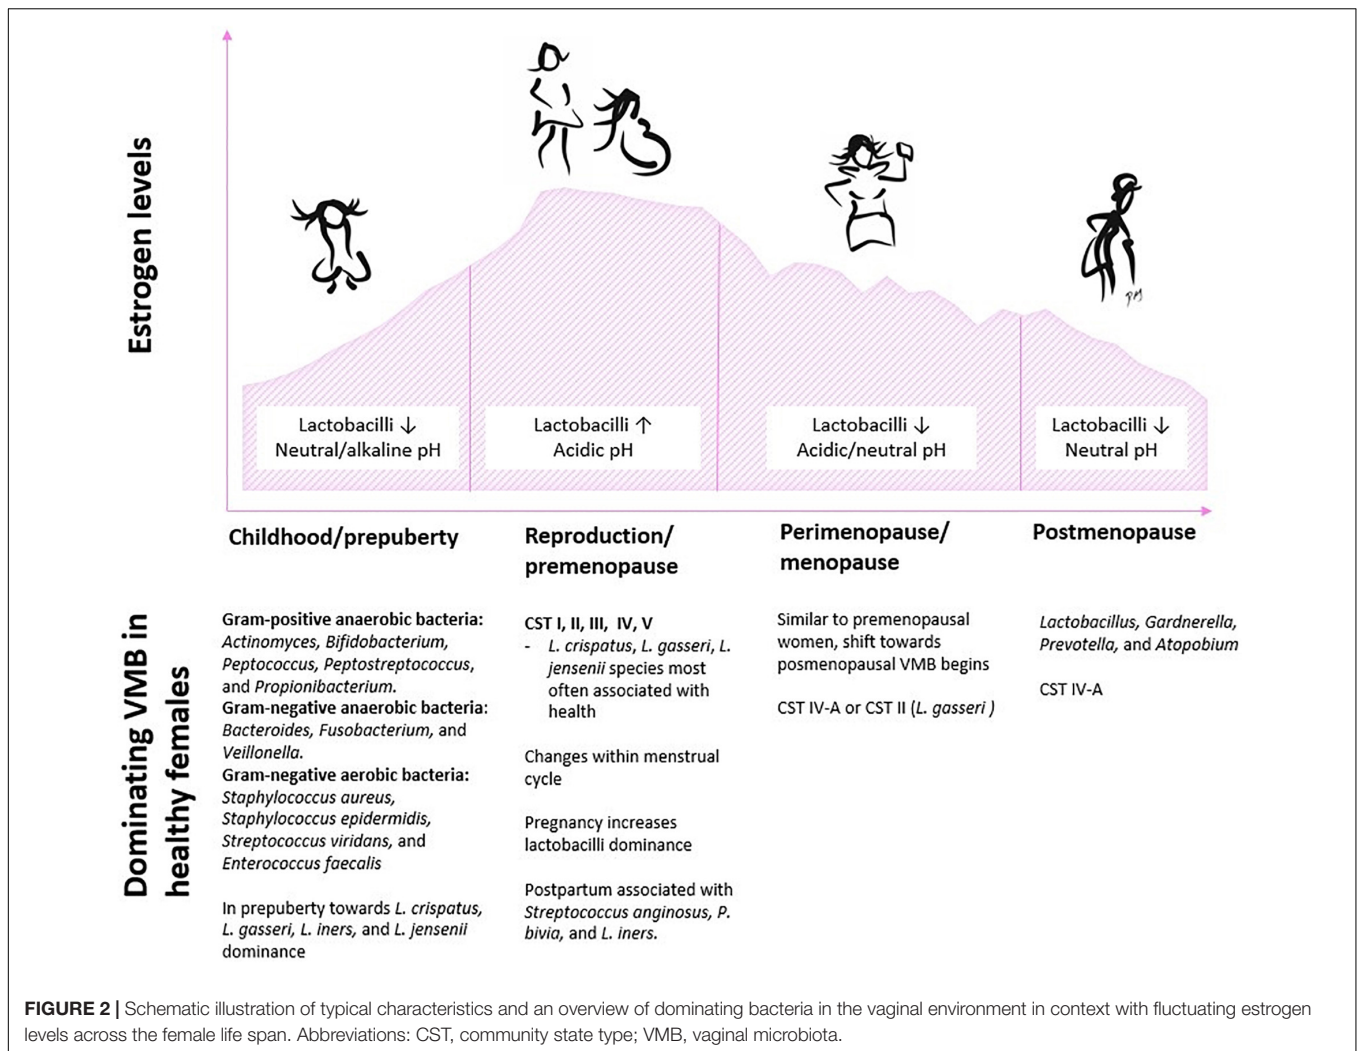 Estrogen levels
Lactobacilli ↓
Neutral/alkaline pH
Lactobacilli ↑
Acidic pH
Lactobacilli ↓
Acidic/neutral pH
Lactobacilli ↓
Neutral pH
Dominating VMB in
healthy females
Childhood/prepuberty
Gram-positive anaerobic bacteria:
Actinomyces, Bifidobacterium,
Peptococcus, Peptostreptococcus,
and Propionibacterium.
Gram-negative anaerobic bacteria:
Bacteroides, Fusobacterium, and
Veillonella.
Gram-negative aerobic bacteria:
Staphylococcus aureus,
Staphylococcus epidermidis,
Streptococcus viridans, and
Enterococcus faecalis
In prepuberty towards L. crispatus,
L. gasseri, L. iners, and L. jensenii
dominance
Reproduction/
premenopause
CST I, II, III, IV, V
- L. crispatus, L. gasseri, L.
jensenii species most
often associated with
health
Changes within menstrual
cycle
Pregnancy increases
lactobacilli dominance
Postpartum associated with
Streptococcus anginosus, P.
bivia, and L. iners.
Perimenopause/
menopause
Similar to premenopausal
women, shift towards
posmenopausal VMB begins
CST IV-A or CST II (L. gasseri )
Postmenopause
Lactobacillus, Gardnerella,
Prevotella, and Atopobium
CST IV-A
FIGURE 2 | Schematic illustration of typical characteristics and an overview of dominating bacteria in the vaginal environment in context with fluctuating estrogen
levels across the female life span. Abbreviations: CST, community state type; VMB, vaginal microbiota.